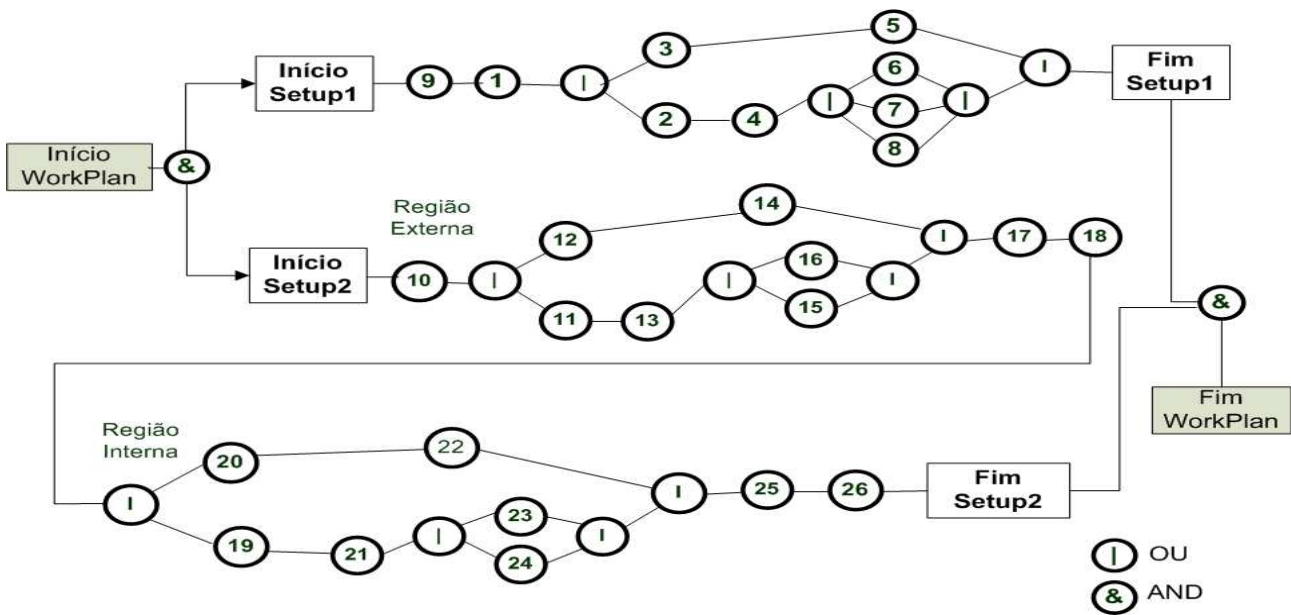 Início
WorkPlan
&
Início
Setup1
9
1
|
3
5
2
4
|
6
7
8
|
I
Fim
Setup1
Região
Externa
Início
Setup2
10
|
12
14
11
13
|
16
15
I
I
17
18
&
Fim
WorkPlan
Região
Interna
I
20
22
19
21
|
23
24
I
I
25
26
Fim
Setup2
| OU
& AND